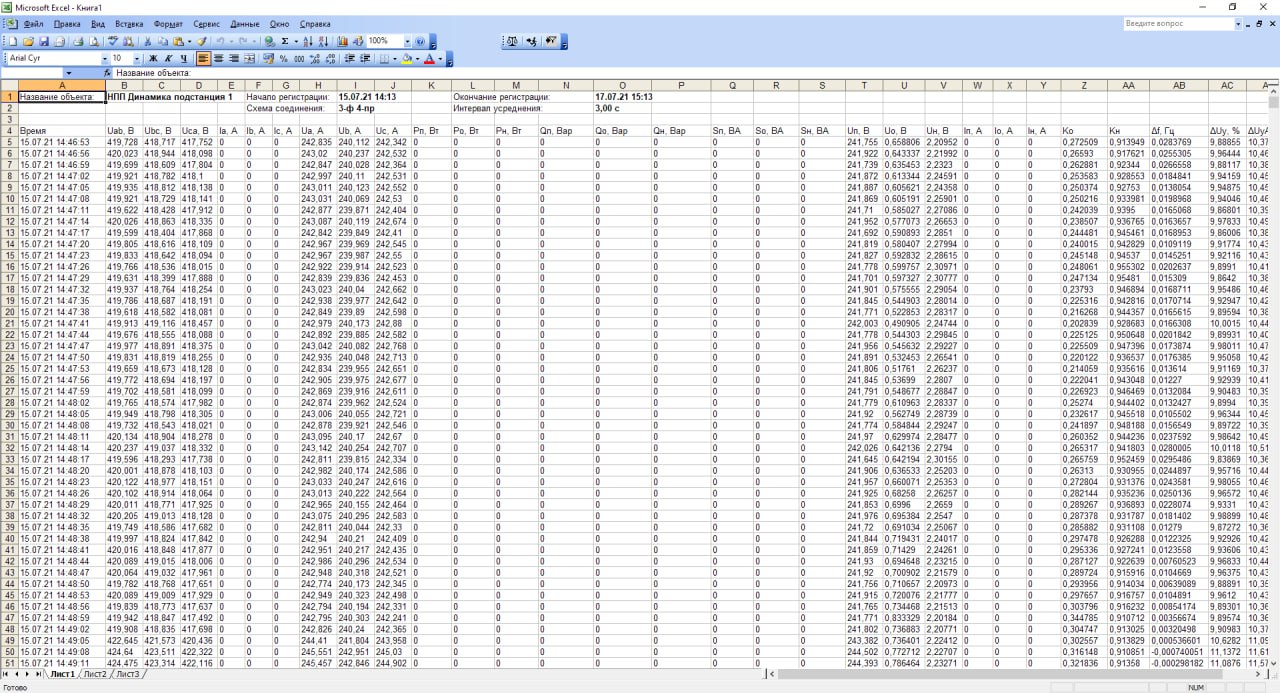 Microsoft Excel - Книга1
Файл Правка Вид Вставка Формат Сервис Данные Окно Справка
Введите вопрос
100%
Arial Cyr 10 Ж К Ч
Название объекта:
A B C D E F G H I J K L M N O P Q R S T U V W X Y Z AA AB AC
1 Название объекта: НПП Динамика подстанция 1 Начало регистрации: 15.07.21 14:13 Окончание регистрации: 17.07.21 15:13
2 Схема соединения: 3-ф 4-пр Интервал усреднения: 3,00 с
3
4 Время Uab, В Ubc, В Uca, В Ia, А Ib, А Ic, А Ua, А Ub, А Uc, А Pп, Вт Po, Вт Pн, Вт Qп, Вар Qo, Вар Qн, Вар Sп, ВА So, ВА Sн, ВА Uп, В Uo, В Uн, В Iп, А Io, А Iн, А Ko Kн Δf, Гц ΔUy, % ΔUyA
5 15.07.21 14:46:53 419,728 418,717 417,752 0 0 0 242,835 240,112 242,342 0 0 0 0 0 0 0 0 0 241,755 0,658806 2,20952 0 0 0 0,272509 0,913949 0,0283769 9,88855 10,37
6 15.07.21 14:46:56 420,023 418,944 418,098 0 0 0 243,02 240,237 242,532 0 0 0 0 0 0 0 0 0 241,922 0,643337 2,21992 0 0 0 0,26593 0,917621 0,0255305 9,96444 10,46
7 15.07.21 14:46:59 419,699 418,609 417,804 0 0 0 242,847 240,028 242,364 0 0 0 0 0 0 0 0 0 241,739 0,635453 2,2323 0 0 0 0,262881 0,92344 0,0266558 9,88117 10,38
8 15.07.21 14:47:02 419,921 418,782 418,1 0 0 0 242,997 240,11 242,531 0 0 0 0 0 0 0 0 0 241,872 0,613344 2,24591 0 0 0 0,253583 0,928553 0,0184841 9,94159 10,45
9 15.07.21 14:47:05 419,935 418,812 418,138 0 0 0 243,011 240,123 242,552 0 0 0 0 0 0 0 0 0 241,887 0,605621 2,24358 0 0 0 0,250374 0,92753 0,0138054 9,94875 10,45
10 15.07.21 14:47:08 419,921 418,729 418,141 0 0 0 243,031 240,069 242,53 0 0 0 0 0 0 0 0 0 241,869 0,605191 2,25901 0 0 0 0,250216 0,933981 0,0198968 9,94046 10,46
11 15.07.21 14:47:11 419,622 418,428 417,912 0 0 0 242,877 239,871 242,404 0 0 0 0 0 0 0 0 0 241,71 0,585027 2,27086 0 0 0 0,242039 0,9395 0,0165068 9,86801 10,39
12 15.07.21 14:47:14 420,026 418,863 418,335 0 0 0 243,087 240,119 242,674 0 0 0 0 0 0 0 0 0 241,952 0,577073 2,26653 0 0 0 0,238507 0,936765 0,0163657 9,97833 10,49
13 15.07.21 14:47:17 419,599 418,404 417,868 0 0 0 242,842 239,849 242,41 0 0 0 0 0 0 0 0 0 241,692 0,590893 2,2851 0 0 0 0,244481 0,945461 0,0168953 9,86006 10,38
14 15.07.21 14:47:20 419,805 418,616 418,109 0 0 0 242,967 239,969 242,545 0 0 0 0 0 0 0 0 0 241,819 0,580407 2,27994 0 0 0 0,240015 0,942829 0,0109119 9,91774 10,43
15 15.07.21 14:47:23 419,833 418,642 418,094 0 0 0 242,967 239,987 242,55 0 0 0 0 0 0 0 0 0 241,827 0,592832 2,28615 0 0 0 0,245148 0,94537 0,0145251 9,92116 10,43
16 15.07.21 14:47:26 419,766 418,536 418,015 0 0 0 242,922 239,914 242,523 0 0 0 0 0 0 0 0 0 241,778 0,599757 2,30971 0 0 0 0,248061 0,955302 0,0202637 9,8991 10,41
17 15.07.21 14:47:29 419,631 418,399 417,888 0 0 0 242,839 239,836 242,453 0 0 0 0 0 0 0 0 0 241,701 0,597327 2,30777 0 0 0 0,247134 0,95481 0,015309 9,8642 10,38
18 15.07.21 14:47:32 419,937 418,764 418,254 0 0 0 243,023 240,04 242,662 0 0 0 0 0 0 0 0 0 241,901 0,575555 2,29054 0 0 0 0,23793 0,946894 0,0168711 9,95486 10,46
19 15.07.21 14:47:35 419,786 418,687 418,191 0 0 0 242,938 239,977 242,642 0 0 0 0 0 0 0 0 0 241,845 0,544903 2,28014 0 0 0 0,225316 0,942816 0,0170714 9,92947 10,42
20 15.07.21 14:47:38 419,618 418,582 418,081 0 0 0 242,849 239,89 242,598 0 0 0 0 0 0 0 0 0 241,771 0,522853 2,28317 0 0 0 0,216268 0,944357 0,0165615 9,89594 10,38
21 15.07.21 14:47:41 419,913 419,116 418,457 0 0 0 242,979 240,173 242,88 0 0 0 0 0 0 0 0 0 242,003 0,490905 2,24744 0 0 0 0,202839 0,928683 0,0166308 10,0015 10,44
22 15.07.21 14:47:44 419,676 418,555 418,088 0 0 0 242,892 239,885 242,582 0 0 0 0 0 0 0 0 0 241,778 0,544303 2,29845 0 0 0 0,225125 0,950648 0,0201842 9,89931 10,40
23 15.07.21 14:47:47 419,977 418,891 418,375 0 0 0 243,042 240,082 242,768 0 0 0 0 0 0 0 0 0 241,956 0,545632 2,29227 0 0 0 0,225509 0,947396 0,0173874 9,98011 10,47
24 15.07.21 14:47:50 419,831 418,819 418,255 0 0 0 242,935 240,048 242,713 0 0 0 0 0 0 0 0 0 241,891 0,532453 2,26541 0 0 0 0,220122 0,936537 0,0176385 9,95058 10,42
25 15.07.21 14:47:53 419,659 418,673 418,128 0 0 0 242,834 239,955 242,651 0 0 0 0 0 0 0 0 0 241,806 0,51761 2,26237 0 0 0 0,214059 0,935616 0,013614 9,91169 10,37
26 15.07.21 14:47:56 419,772 418,694 418,197 0 0 0 242,905 239,975 242,677 0 0 0 0 0 0 0 0 0 241,845 0,53699 2,2807 0 0 0 0,222041 0,943048 0,01227 9,92939 10,41
27 15.07.21 14:47:59 419,702 418,581 418,099 0 0 0 242,869 239,916 242,611 0 0 0 0 0 0 0 0 0 241,791 0,548677 2,28847 0 0 0 0,226923 0,946469 0,0132084 9,90483 10,39
28 15.07.21 14:48:02 419,765 418,574 417,982 0 0 0 242,874 239,962 242,524 0 0 0 0 0 0 0 0 0 241,779 0,610963 2,28337 0 0 0 0,25274 0,944402 0,0132427 9,8994 10,39
29 15.07.21 14:48:05 419,949 418,798 418,305 0 0 0 243,006 240,055 242,721 0 0 0 0 0 0 0 0 0 241,92 0,562749 2,28739 0 0 0 0,232617 0,945518 0,0105502 9,96344 10,45
30 15.07.21 14:48:08 419,732 418,543 418,021 0 0 0 242,878 239,921 242,546 0 0 0 0 0 0 0 0 0 241,774 0,584844 2,29247 0 0 0 0,241897 0,948188 0,0156549 9,89722 10,39
31 15.07.21 14:48:11 420,134 418,904 418,278 0 0 0 243,095 240,17 242,67 0 0 0 0 0 0 0 0 0 241,97 0,629974 2,28477 0 0 0 0,260352 0,944236 0,0237592 9,98642 10,49
32 15.07.21 14:48:14 420,237 419,037 418,332 0 0 0 243,142 240,254 242,707 0 0 0 0 0 0 0 0 0 242,026 0,642136 2,2794 0 0 0 0,265317 0,941803 0,0280005 10,0118 10,51
33 15.07.21 14:48:17 419,596 418,293 417,738 0 0 0 242,811 239,815 242,334 0 0 0 0 0 0 0 0 0 241,645 0,642194 2,30155 0 0 0 0,265759 0,952459 0,0295486 9,83869 10,36
34 15.07.21 14:48:20 420,001 418,878 418,103 0 0 0 242,982 240,174 242,586 0 0 0 0 0 0 0 0 0 241,906 0,636533 2,25203 0 0 0 0,26313 0,930955 0,0244897 9,95716 10,44
35 15.07.21 14:48:23 420,122 418,977 418,151 0 0 0 243,033 240,247 242,616 0 0 0 0 0 0 0 0 0 241,957 0,660071 2,25353 0 0 0 0,272804 0,931376 0,0243581 9,98055 10,46
36 15.07.21 14:48:26 420,102 418,914 418,064 0 0 0 243,013 240,222 242,564 0 0 0 0 0 0 0 0 0 241,925 0,68258 2,26257 0 0 0 0,282144 0,935236 0,0250136 9,96572 10,46
37 15.07.21 14:48:29 420,011 418,771 417,925 0 0 0 242,965 240,155 242,464 0 0 0 0 0 0 0 0 0 241,853 0,6996 2,2659 0 0 0 0,289267 0,936893 0,0228074 9,9331 10,43
38 15.07.21 14:48:32 420,205 419,013 418,128 0 0 0 243,075 240,295 242,583 0 0 0 0 0 0 0 0 0 241,976 0,695384 2,2547 0 0 0 0,287378 0,931787 0,0181402 9,98899 10,48
39 15.07.21 14:48:35 419,749 418,586 417,682 0 0 0 242,811 240,044 242,33 0 0 0 0 0 0 0 0 0 241,72 0,691034 2,25067 0 0 0 0,285882 0,931108 0,01279 9,87272 10,36
40 15.07.21 14:48:38 419,997 418,824 417,842 0 0 0 242,94 240,21 242,409 0 0 0 0 0 0 0 0 0 241,844 0,719431 2,24017 0 0 0 0,297478 0,926288 0,0122325 9,92926 10,42
41 15.07.21 14:48:41 420,016 418,848 417,877 0 0 0 242,951 240,217 242,435 0 0 0 0 0 0 0 0 0 241,859 0,71429 2,24261 0 0 0 0,295336 0,927241 0,0123558 9,93606 10,43
42 15.07.21 14:48:44 420,089 419,015 418,006 0 0 0 242,986 240,296 242,534 0 0 0 0 0 0 0 0 0 241,93 0,694648 2,23215 0 0 0 0,287127 0,922639 0,00760523 9,96833 10,44
43 15.07.21 14:48:47 420,064 419,032 417,961 0 0 0 242,948 240,318 242,521 0 0 0 0 0 0 0 0 0 241,92 0,700902 2,21579 0 0 0 0,289724 0,915916 0,0104669 9,96375 10,43
44 15.07.21 14:48:50 419,782 418,768 417,651 0 0 0 242,774 240,173 242,345 0 0 0 0 0 0 0 0 0 241,756 0,710657 2,20973 0 0 0 0,293956 0,914034 0,00639089 9,88891 10,35
45 15.07.21 14:48:53 420,089 419,009 417,929 0 0 0 242,949 240,323 242,498 0 0 0 0 0 0 0 0 0 241,915 0,720076 2,21777 0 0 0 0,297657 0,916757 0,0104891 9,9612 10,43
46 15.07.21 14:48:56 419,839 418,773 417,637 0 0 0 242,794 240,194 242,331 0 0 0 0 0 0 0 0 0 241,765 0,734468 2,21513 0 0 0 0,303796 0,916232 0,00854174 9,89301 10,36
47 15.07.21 14:48:59 419,942 418,847 417,492 0 0 0 242,795 240,303 242,241 0 0 0 0 0 0 0 0 0 241,771 0,833329 2,20184 0 0 0 0,344785 0,910712 0,00356674 9,89574 10,36
48 15.07.21 14:49:02 419,908 418,835 417,698 0 0 0 242,826 240,24 242,365 0 0 0 0 0 0 0 0 0 241,802 0,736883 2,20771 0 0 0 0,304747 0,913025 0,00320498 9,90983 10,37
49 15.07.21 14:49:05 422,645 421,573 420,436 0 0 0 244,41 241,804 243,958 0 0 0 0 0 0 0 0 0 243,382 0,736401 2,22412 0 0 0 0,302557 0,913829 0,000536601 10,6282 11,09
50 15.07.21 14:49:08 424,64 423,511 422,322 0 0 0 245,551 242,951 245,03 0 0 0 0 0 0 0 0 0 244,502 0,772712 2,22707 0 0 0 0,316148 0,910851 -0,000740051 11,1372 11,61
51 15.07.21 14:49:11 424,475 423,314 422,116 0 0 0 245,457 242,846 244,902 0 0 0 0 0 0 0 0 0 244,393 0,786464 2,23271 0 0 0 0,321836 0,91358 -0,000298182 11,0876 11,57
Лист1 Лист2 Лист3
Готово
NUM